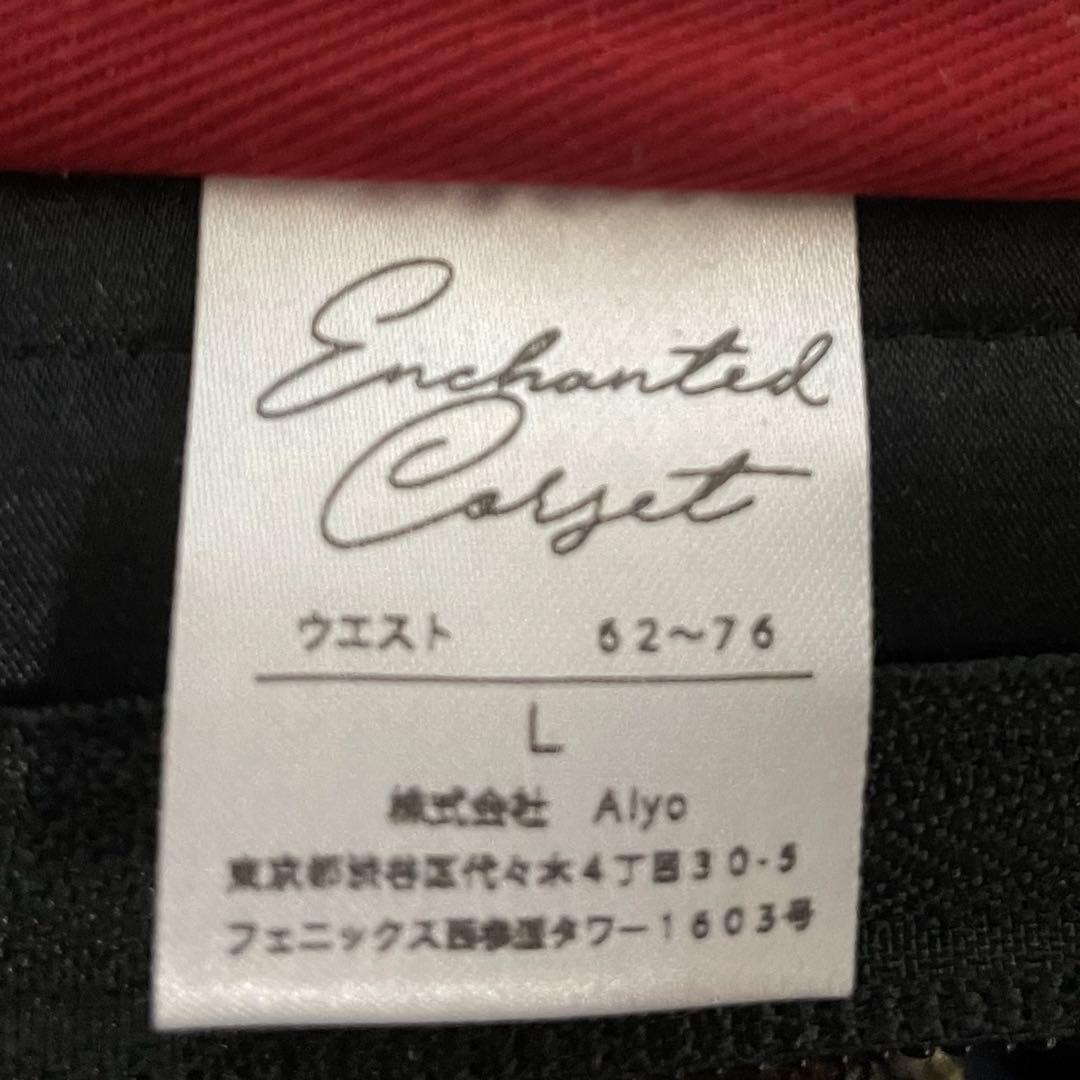 Enchanted
Corset
ウエスト 62〜76
L
株式会社 Alyo
東京都渋谷区代々木4丁目30-5
フェニックス西参道タワー1603号